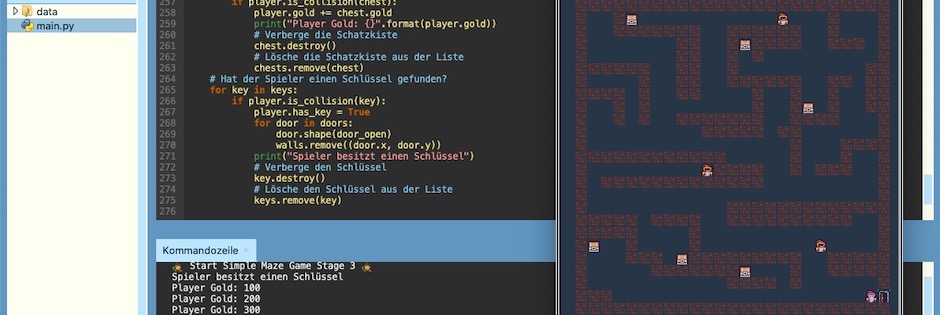 data
main.py
257 if player.is_collision(chest):
258 player.gold += chest.gold
259 print("Player Gold: {}".format(player.gold))
260 # Verberge die Schatzkiste
261 chest.destroy()
262 # Lösche die Schatzkiste aus der Liste
263 chests.remove(chest)
264 # Hat der Spieler einen Schlüssel gefunden?
265 for key in keys:
266 if player.is_collision(key):
267 player.has_key = True
268 for door in doors:
269 door.shape(door_open)
270 walls.remove((door.x, door.y))
271 print("Spieler besitzt einen Schlüssel")
272 # Verberge den Schlüssel
273 key.destroy()
274 # Lösche den Schlüssel aus der Liste
275 keys.remove(key)
276
Kommandozeile ×
Start Simple Maze Game Stage 3
Spieler besitzt einen Schlüssel
Player Gold: 100
Player Gold: 200
Player Gold: 300